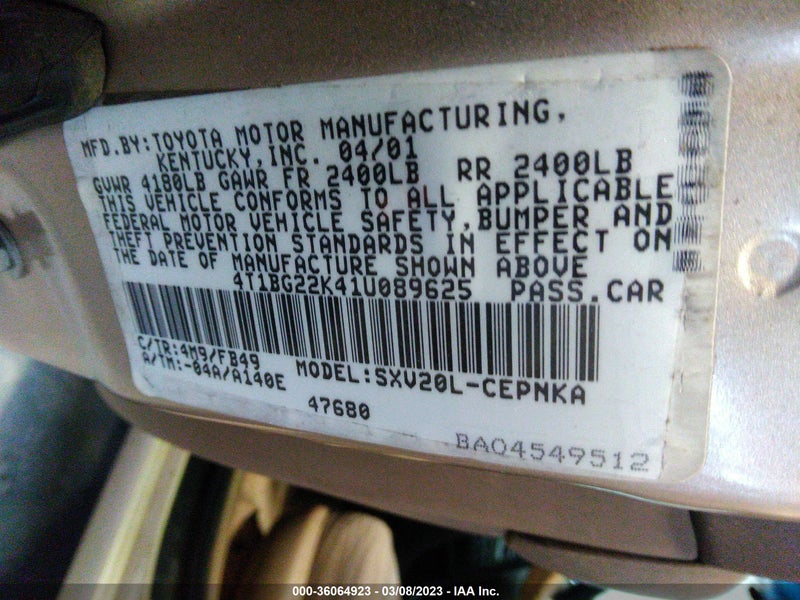 MFD.BY:TOYOTA MOTOR MANUFACTURING,
KENTUCKY,INC. 04/01
GVWR 4180LB GAWR FR 2400LB RR 2400LB
THIS VEHICLE CONFORMS TO ALL APPLICABLE
FEDERAL MOTOR VEHICLE SAFETY,BUMPER AND
THEFT PREVENTION STANDARDS IN EFFECT ON
THE DATE OF MANUFACTURE SHOWN ABOVE
4T1BG22K41U089625 PASS.CAR
C/TR:4M9/FB49
A/TM:-04A/A140E MODEL:SXV20L-CEPNKA
47680
BA04549512
000-36064923 - 03/08/2023 - IAA Inc.